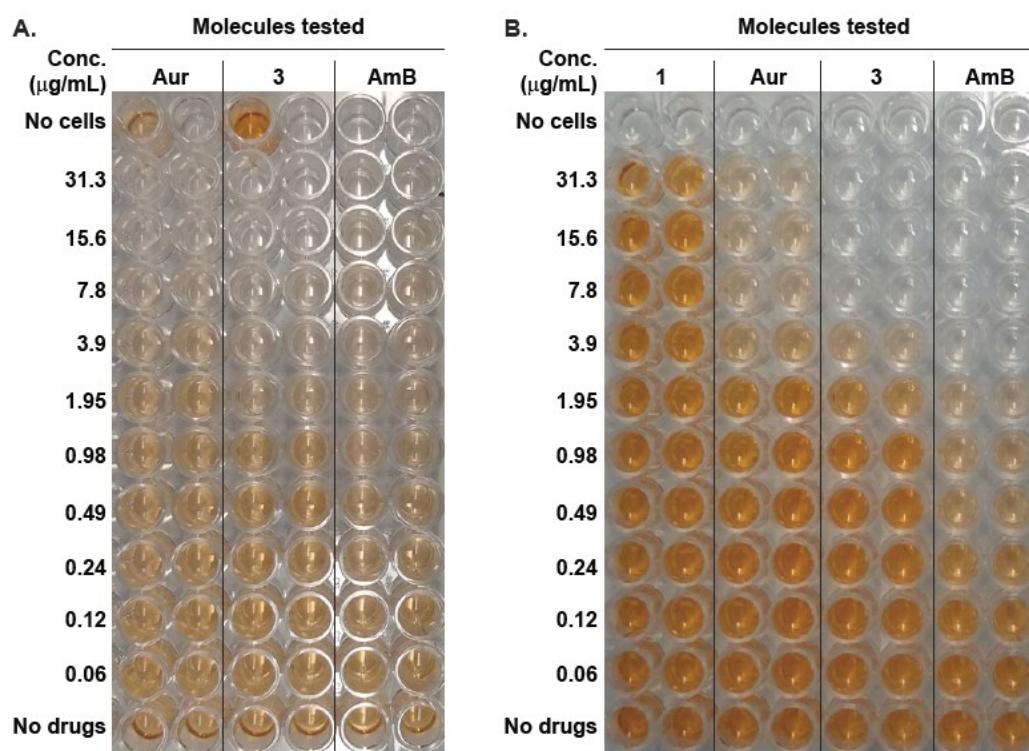 A.
Molecules tested
Conc.
(μg/mL)
Aur 3 AmB
No cells
31.3
15.6
7.8
3.9
1.95
0.98
0.49
0.24
0.12
0.06
No drugs
B.
Molecules tested
Conc.
(μg/mL)
1 Aur 3 AmB
No cells
31.3
15.6
7.8
3.9
1.95
0.98
0.49
0.24
0.12
0.06
No drugs